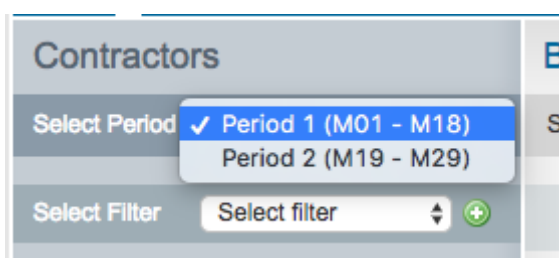 Contractors
Select Period ✓ Period 1 (M01 - M18)
Period 2 (M19 - M29)
Select Filter Select filter